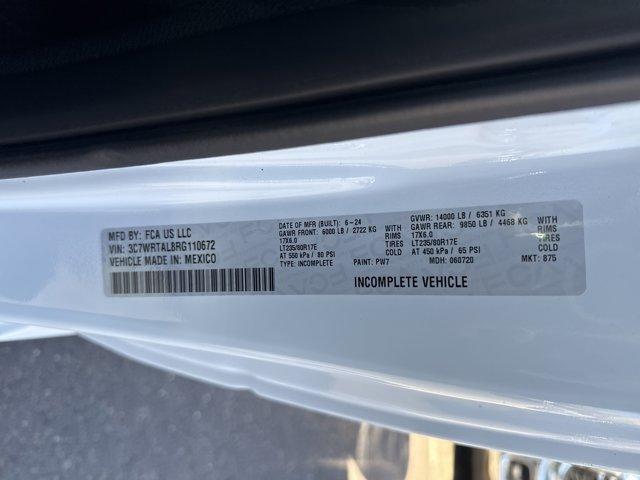 MFD BY: FCA US LLC
VIN: 3C7WRTALBRG110672
VEHICLE MADE IN: MEXICO
DATE OF MFR (BUILT): 6-24
GAWR FRONT: 6000 LB / 2722 KG WITH
17X6.0 RIMS
LT235/80R17E TIRES
AT 550 kPa / 80 PSI COLD
TYPE: INCOMPLETE
PAINT: PW7
GVWR: 14000 LB / 6351 KG
GAWR REAR: 9850 LB / 4468 KG WITH
17X6.0 RIMS
LT235/80R17E TIRES
AT 450 kPa / 65 PSI COLD
MDH: 060720 MKT: 875
INCOMPLETE VEHICLE